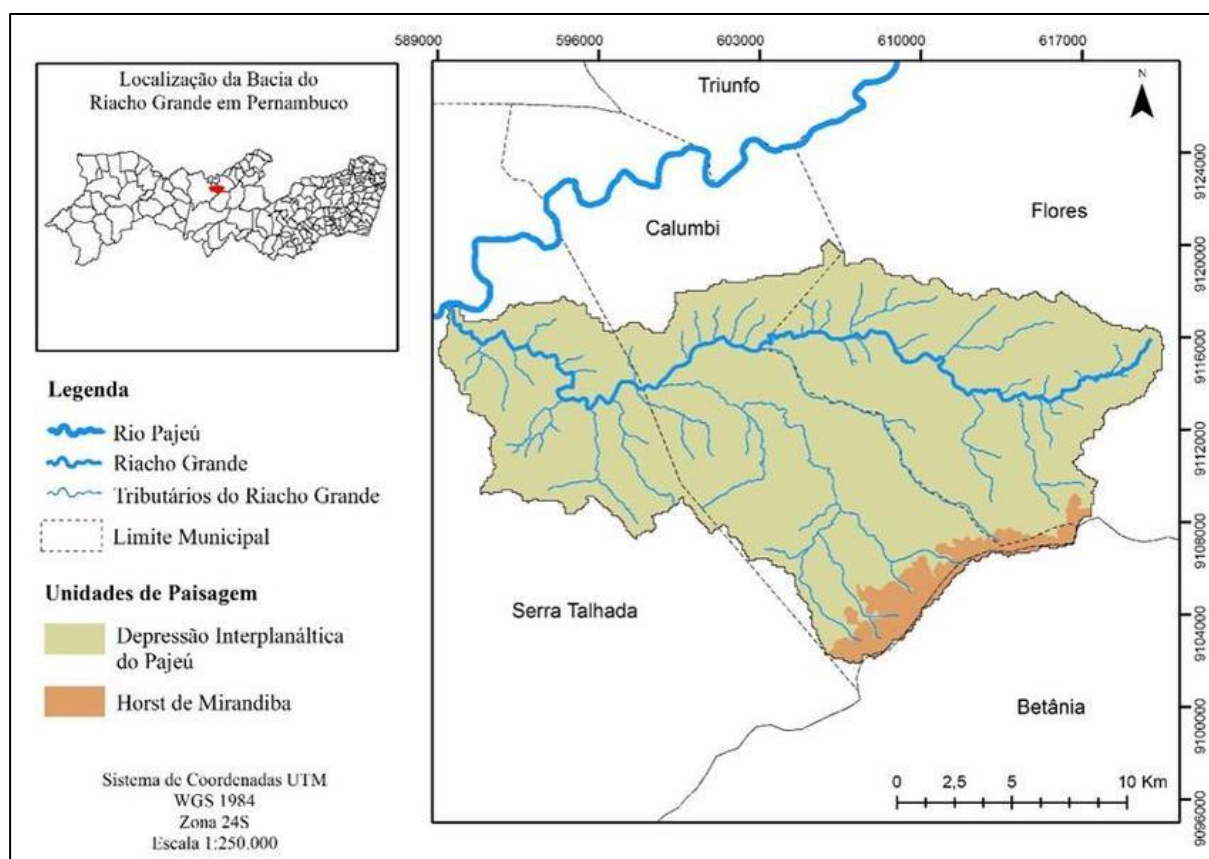 Localização da Bacia do
Riacho Grande em Pernambuco
Legenda
Rio Pajeú
Riacho Grande
Tributários do Riacho Grande
Limite Municipal
Unidades de Paisagem
Depressão Interplanáltica
do Pajeú
Horst de Mirandiba
Sistema de Coordenadas UTM
WGS 1984
Zona 24S
Escala 1:250.000
589000 596000 603000 610000 617000
N
Triunfo
Calumbi
Flores
Serra Talhada
Betânia
0 2,5 5 10 Km
9124000
9120000
9116000
9112000
9108000
9104000
9100000
9096000